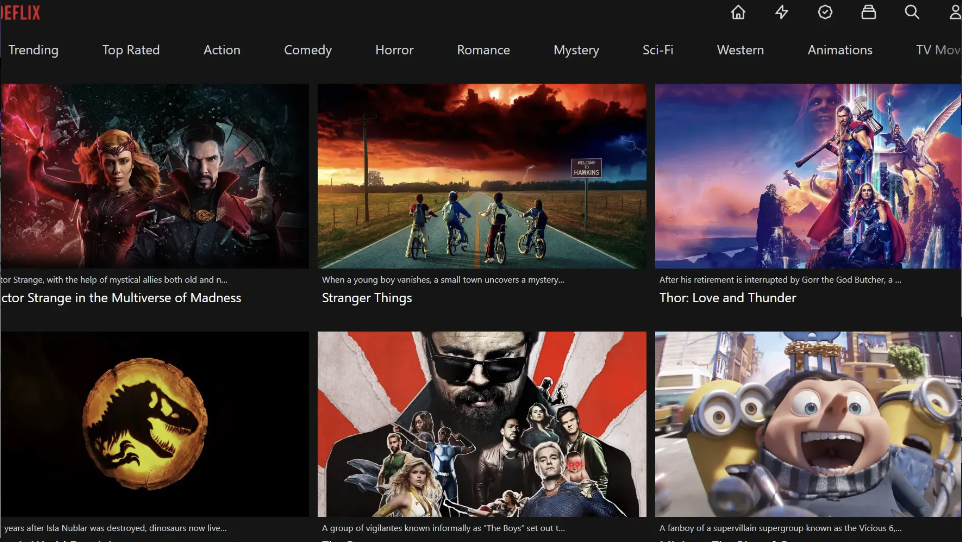 DEFLIX
Trending Top Rated Action Comedy Horror Romance Mystery Sci-Fi Western Animations TV Mov
WELCOME
TO
HAWKINS
tor Strange, with the help of mystical allies both old and n...
ctor Strange in the Multiverse of Madness
When a young boy vanishes, a small town uncovers a mystery...
Stranger Things
After his retirement is interrupted by Gorr the God Butcher, a ...
Thor: Love and Thunder
years after Isla Nublar was destroyed, dinosaurs now live...
A group of vigilantes known informally as “The Boys” set out t...
A fanboy of a supervillain supergroup known as the Vicious 6,...